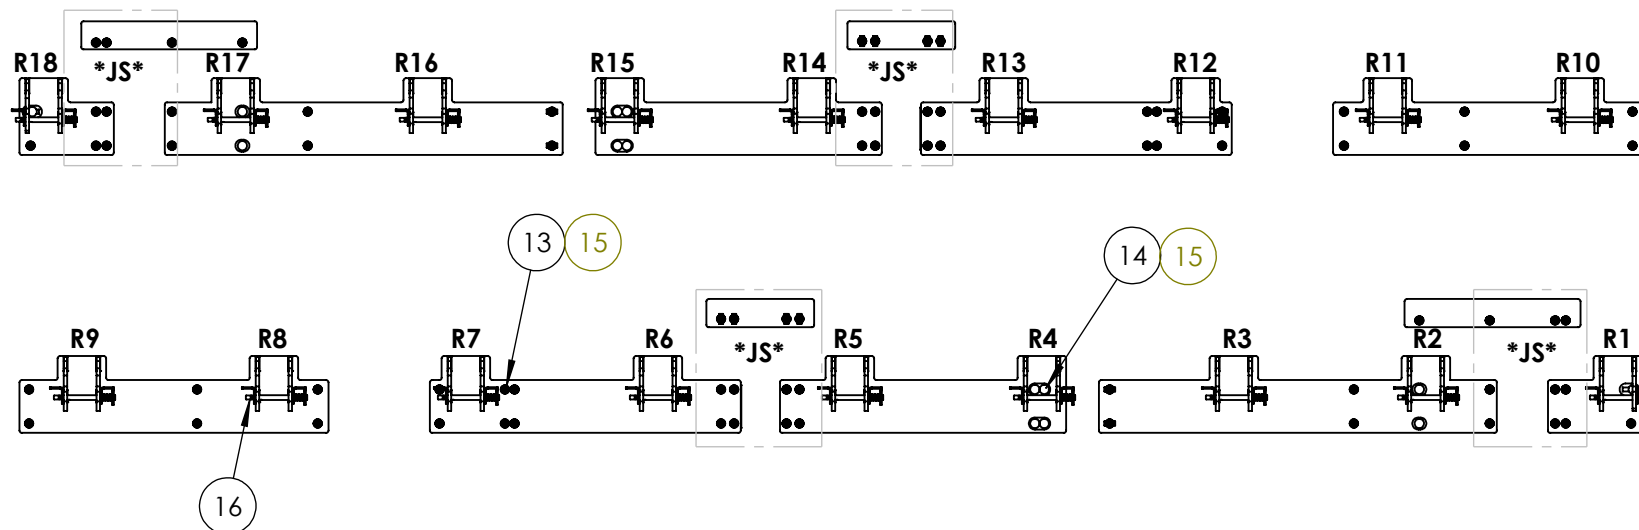 R18 *JS* R17 R16 R15 R14 *JS* R13 R12 R11 R10
13 15 14 15
R9 R8 R7 R6 *JS* R5 R4 R3 R2 *JS* R1
16